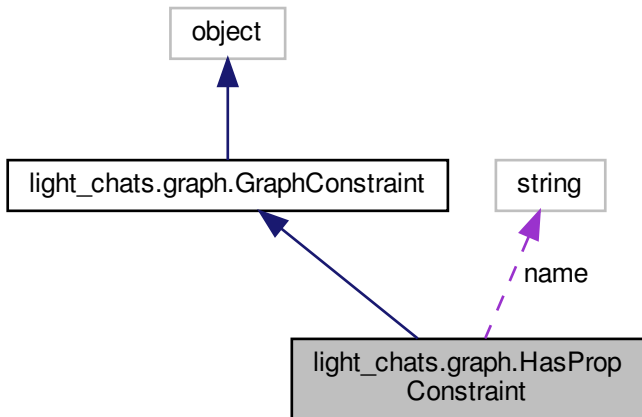 object
light_chats.graph.GraphConstraint
string
name
light_chats.graph.HasProp
Constraint